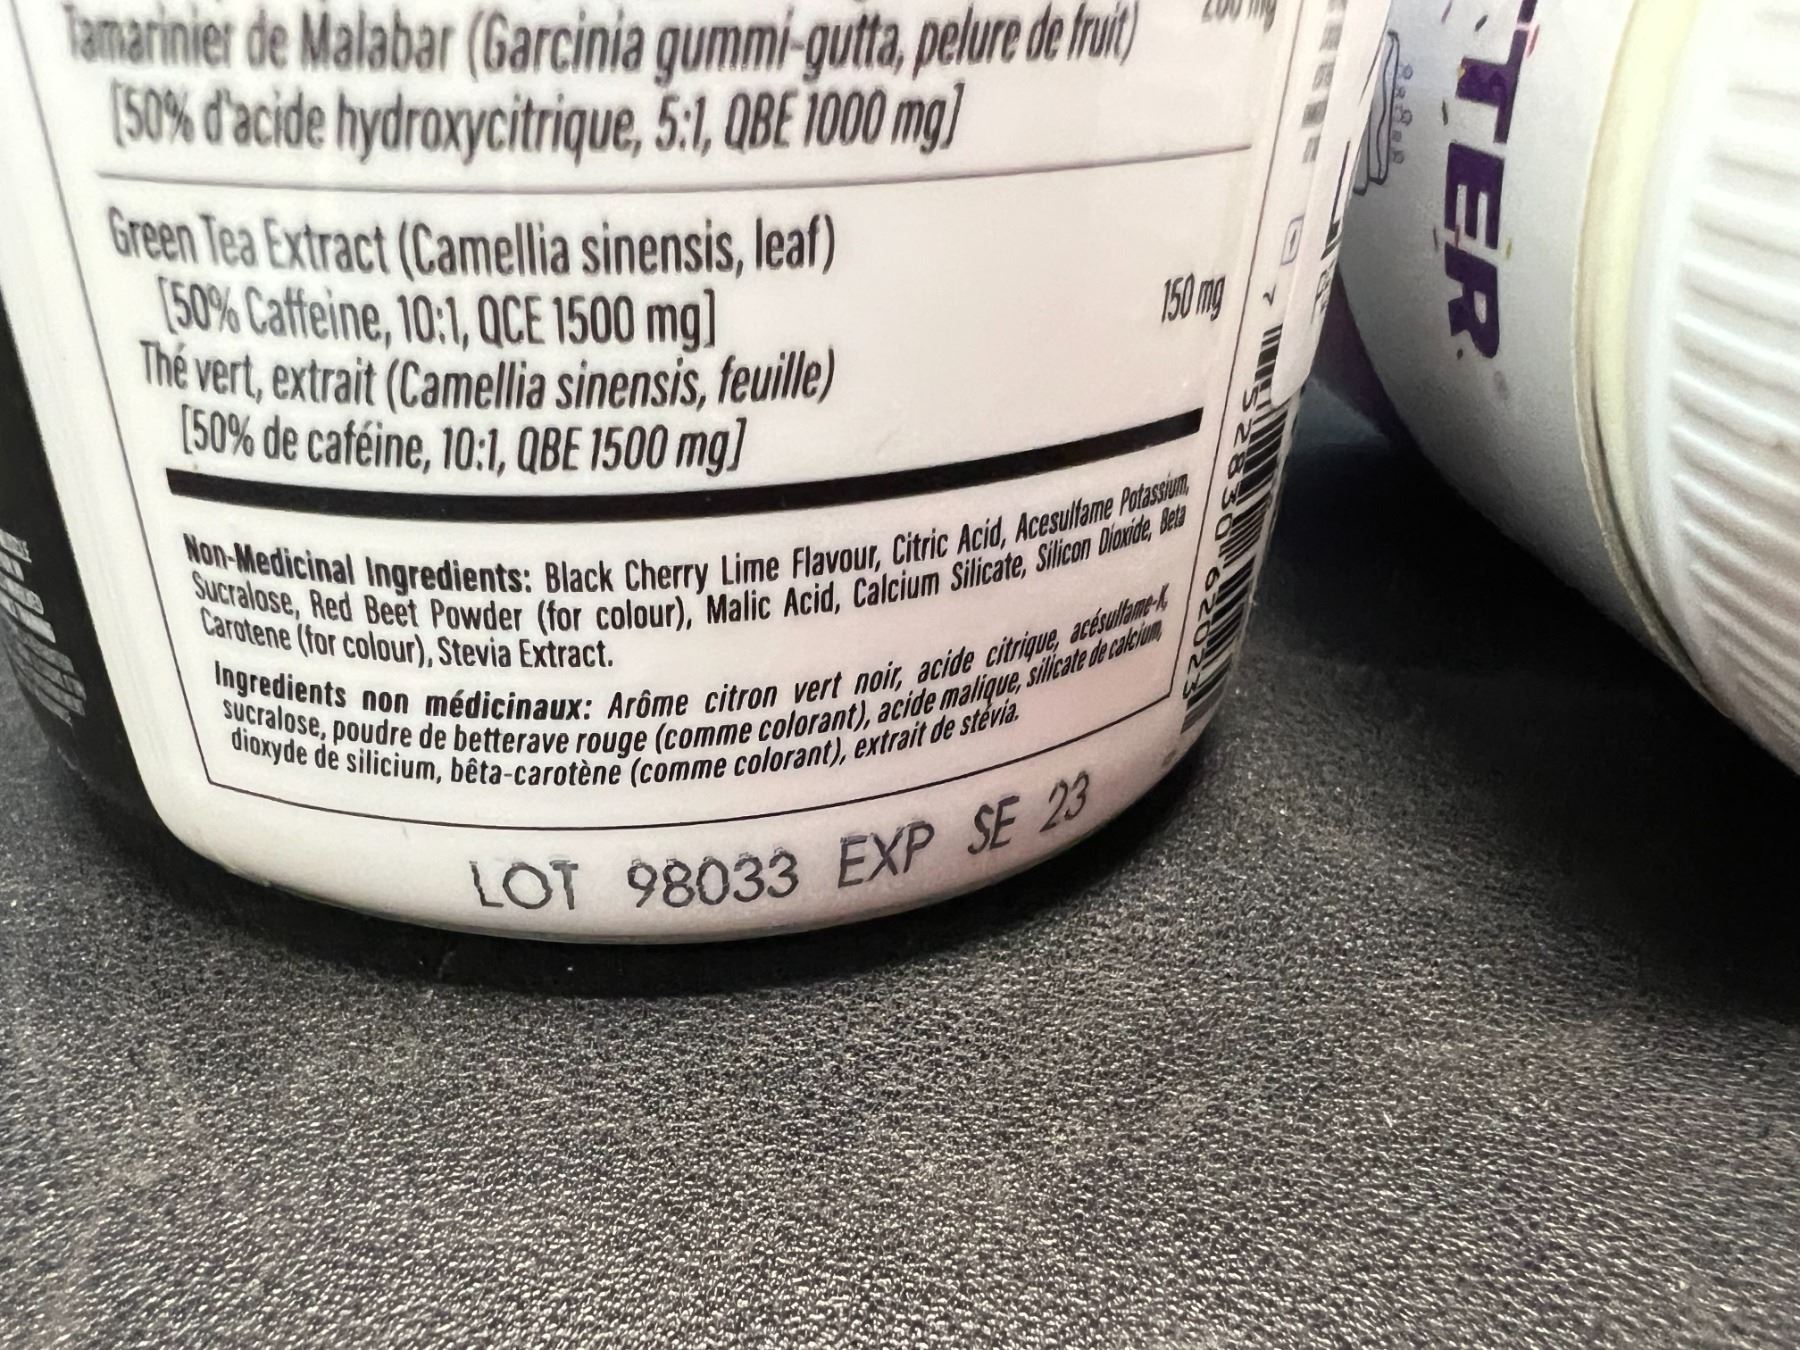 Tamarinier de Malabar (Garcinia gummi-gutta, pelure de fruit)
[50% d'acide hydroxycitrique, 5:1, QBE 1000 mg]
Green Tea Extract (Camellia sinensis, leaf)
[50% Caffeine, 10:1, QCE 1500 mg]
150 mg
Thé vert, extrait (Camellia sinensis, feuille)
[50% de caféine, 10:1, QBE 1500 mg]
Non-Medicinal Ingredients: Black Cherry Lime Flavour, Citric Acid, Acesulfame Potassium,
Sucralose, Red Beet Powder (for colour), Malic Acid, Calcium Silicate, Silicon Dioxide, Beta
Carotene (for colour), Stevia Extract.
Ingredients non médicinaux: Arôme citron vert noir, acide citrique, acésulfame-K,
sucralose, poudre de betterave rouge (comme colorant), acide malique, silicate de calcium,
dioxyde de silicium, bêta-carotène (comme colorant), extrait de stévia.
LOT 98033 EXP SE 23
7 52830 62023
TTER